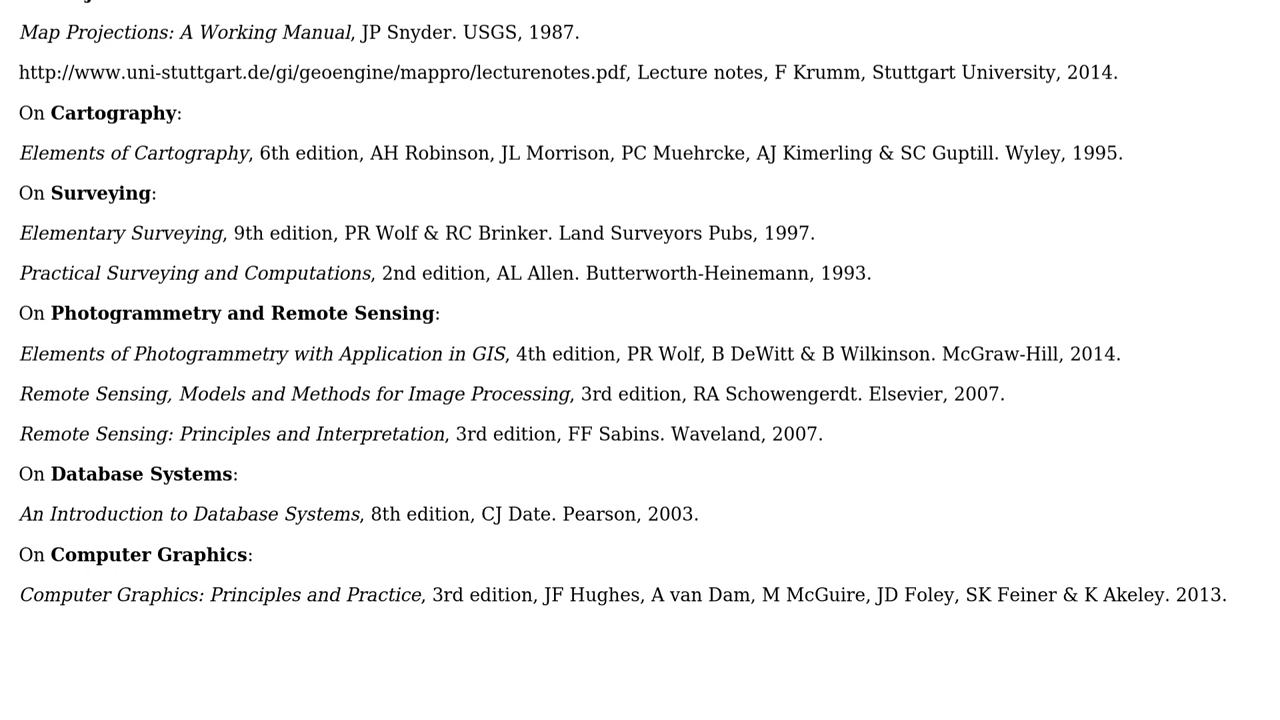 Map Projections: A Working Manual, JP Snyder. USGS, 1987.
http://www.uni-stuttgart.de/gi/geoengine/mappro/lecturenotes.pdf, Lecture notes, F Krumm, Stuttgart University, 2014.
On Cartography:
Elements of Cartography, 6th edition, AH Robinson, JL Morrison, PC Muehrcke, AJ Kimerling & SC Guptill. Wyley, 1995.
On Surveying:
Elementary Surveying, 9th edition, PR Wolf & RC Brinker. Land Surveyors Pubs, 1997.
Practical Surveying and Computations, 2nd edition, AL Allen. Butterworth-Heinemann, 1993.
On Photogrammetry and Remote Sensing:
Elements of Photogrammetry with Application in GIS, 4th edition, PR Wolf, B DeWitt & B Wilkinson. McGraw-Hill, 2014.
Remote Sensing, Models and Methods for Image Processing, 3rd edition, RA Schowengerdt. Elsevier, 2007.
Remote Sensing: Principles and Interpretation, 3rd edition, FF Sabins. Waveland, 2007.
On Database Systems:
An Introduction to Database Systems, 8th edition, CJ Date. Pearson, 2003.
On Computer Graphics:
Computer Graphics: Principles and Practice, 3rd edition, JF Hughes, A van Dam, M McGuire, JD Foley, SK Feiner & K Akeley. 2013.